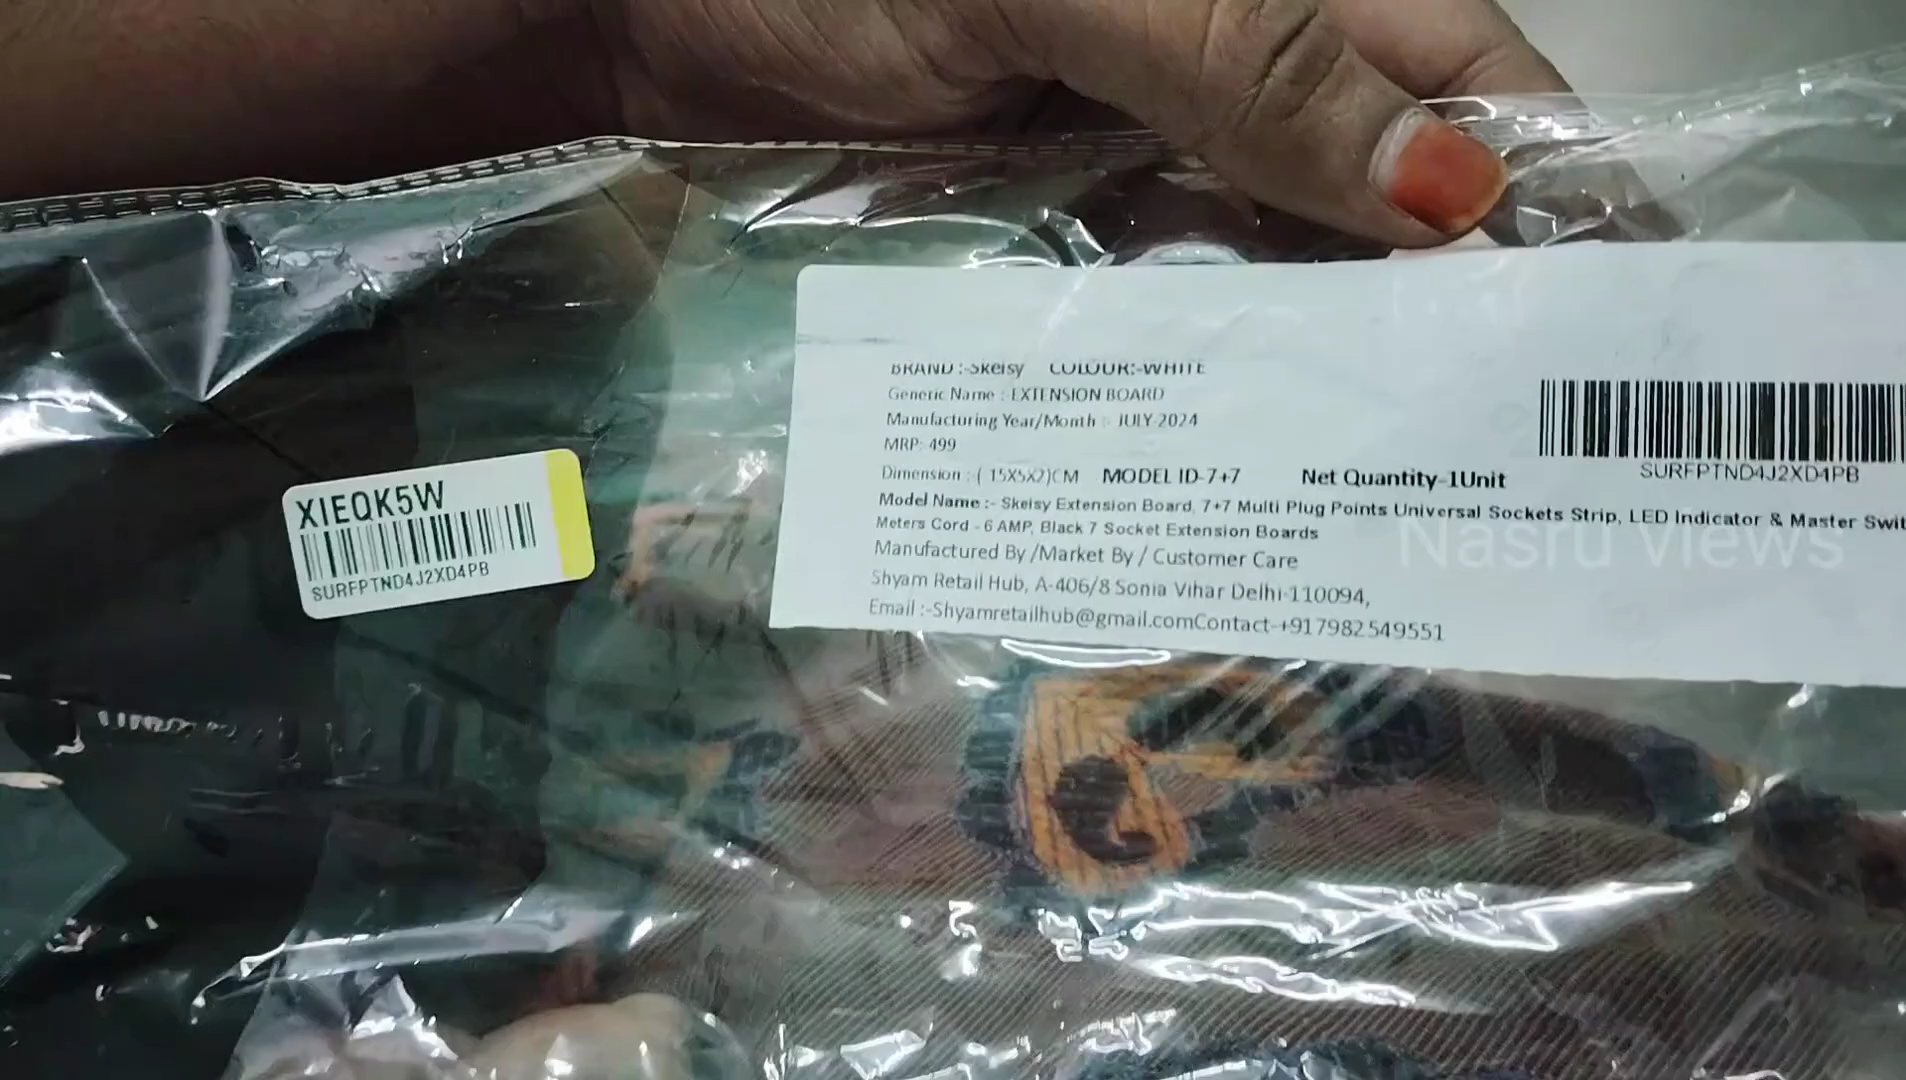 BRAND :-Skeisy COLOUR:-WHITE
Generic Name :-EXTENSION BOARD
Manufacturing Year/Month :- JULY-2024
MRP: 499
Dimension :-( 15X5X2)CM MODEL ID-7+7 Net Quantity-1Unit
Model Name :- Skeisy Extension Board, 7+7 Multi Plug Points Universal Sockets Strip, LED Indicator & Master Swit
Meters Cord - 6 AMP, Black 7 Socket Extension Boards
Manufactured By /Market By / Customer Care
Shyam Retail Hub, A-406/8 Sonia Vihar Delhi-110094,
Email :-Shyamretailhub@gmail.comContact-+917982549551
SURFPTND4J2XD4PB
XIEQK5W
SURFPTND4J2XD4PB
Nasru views